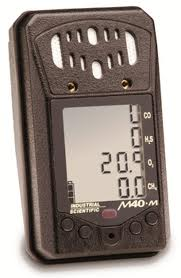 CO
H₂S
20.9 O₂
0.0 CH₄
INDUSTRIAL
SCIENTIFIC M40•M